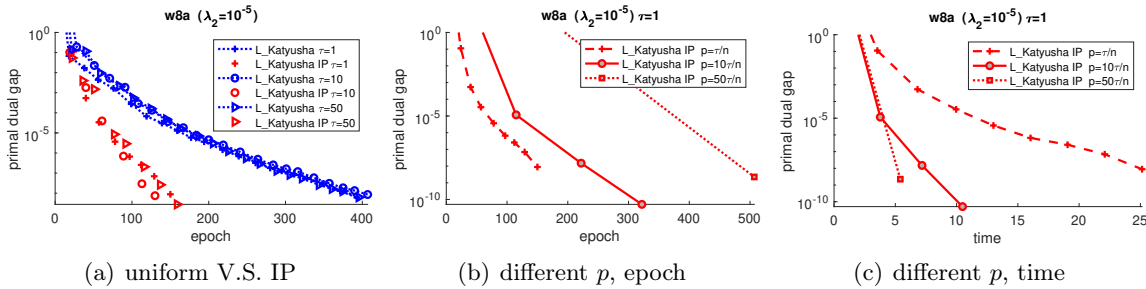 w8a (λ₂=10⁻⁵)
primal dual gap
10⁰
10⁻⁵
0 100 200 300 400
epoch
L_Katyusha τ=1
L_Katyusha IP τ=1
L_Katyusha τ=10
L_Katyusha IP τ=10
L_Katyusha τ=50
L_Katyusha IP τ=50
(a) uniform V.S. IP
w8a (λ₂=10⁻⁵) τ=1
primal dual gap
10⁰
10⁻⁵
10⁻¹⁰
0 100 200 300 400 500
epoch
L_Katyusha IP p=τ/n
L_Katyusha IP p=10τ/n
L_Katyusha IP p=50τ/n
(b) different p, epoch
w8a (λ₂=10⁻⁵) τ=1
primal dual gap
10⁰
10⁻⁵
10⁻¹⁰
0 5 10 15 20 25
time
L_Katyusha IP p=τ/n
L_Katyusha IP p=10τ/n
L_Katyusha IP p=50τ/n
(c) different p, time